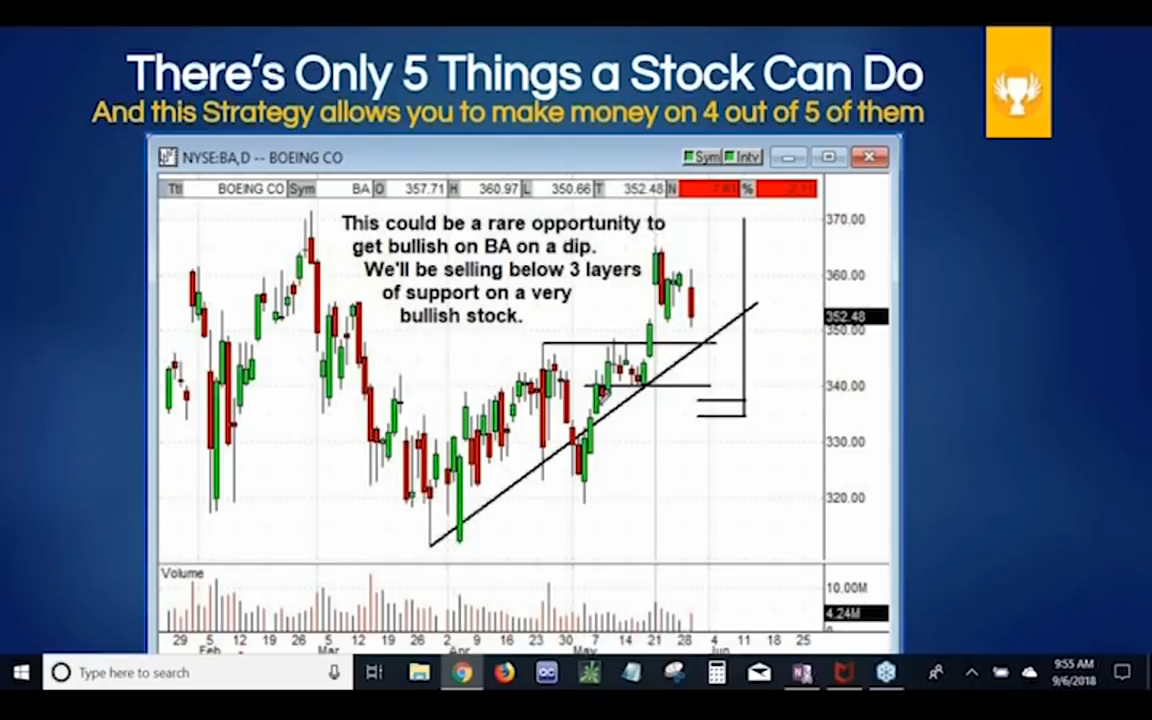 There's Only 5 Things a Stock Can Do
And this Strategy allows you to make money on 4 out of 5 of them
NYSE:BA,D -- BOEING CO
Sym Intv
Ttl BOEING CO Sym BA O 357.71 H 360.97 L 350.66 T 352.48 N %
This could be a rare opportunity to
get bullish on BA on a dip.
We'll be selling below 3 layers
of support on a very
bullish stock.
370.00
360.00
352.48
350.00
340.00
330.00
320.00
Volume
10.00M
4.24M
29 5 12 19 26 5 12 19 26 2 9 16 23 30 7 14 21 28 4 11 18 25
Feb Mar Apr May Jun
Type here to search
9:55 AM
9/6/2018